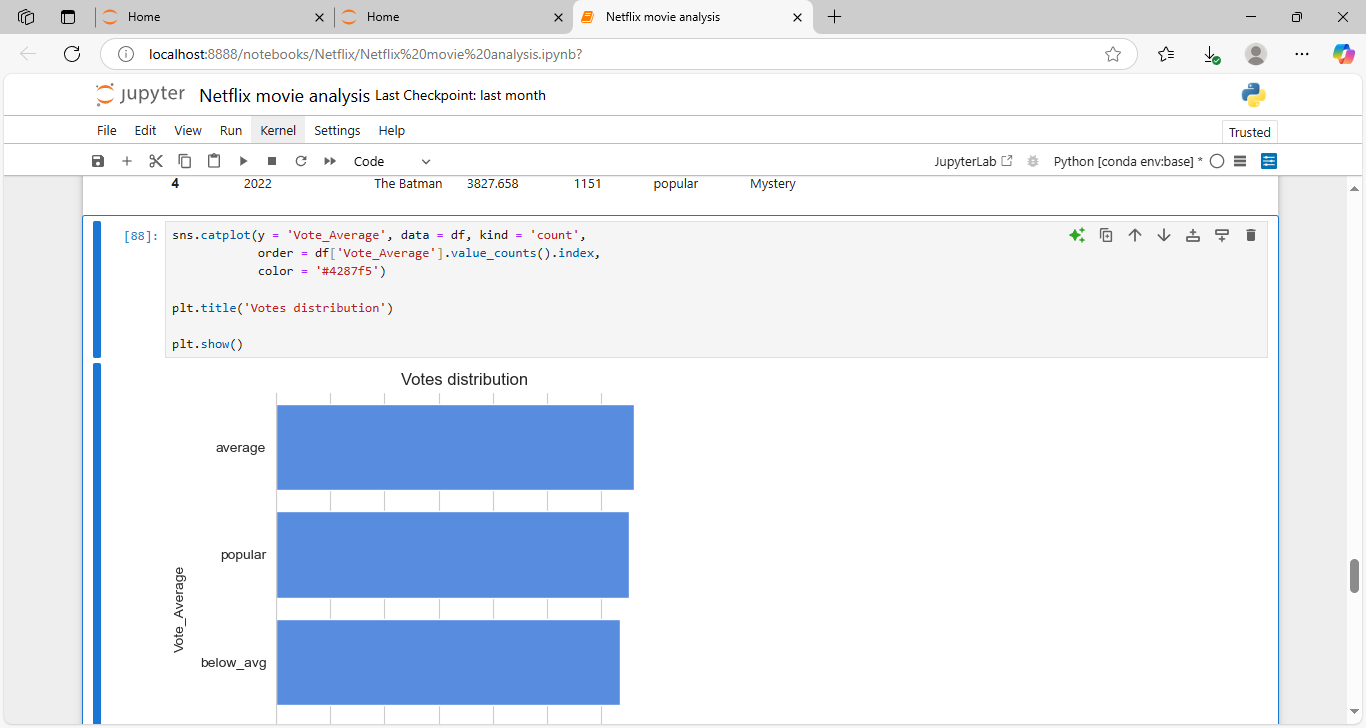 Home
Home
Netflix movie analysis
localhost:8888/notebooks/Netflix/Netflix%20movie%20analysis.ipynb?
jupyter Netflix movie analysis Last Checkpoint: last month
File Edit View Run Kernel Settings Help
Trusted
Code
JupyterLab
Python [conda env:base] *
4 2022 The Batman 3827.658 1151 popular Mystery
[88]: sns.catplot(y = 'Vote_Average', data = df, kind = 'count',
order = df['Vote_Average'].value_counts().index,
color = '#4287f5')
plt.title('Votes distribution')
plt.show()
Votes distribution
average
popular
Vote_Average
below_avg